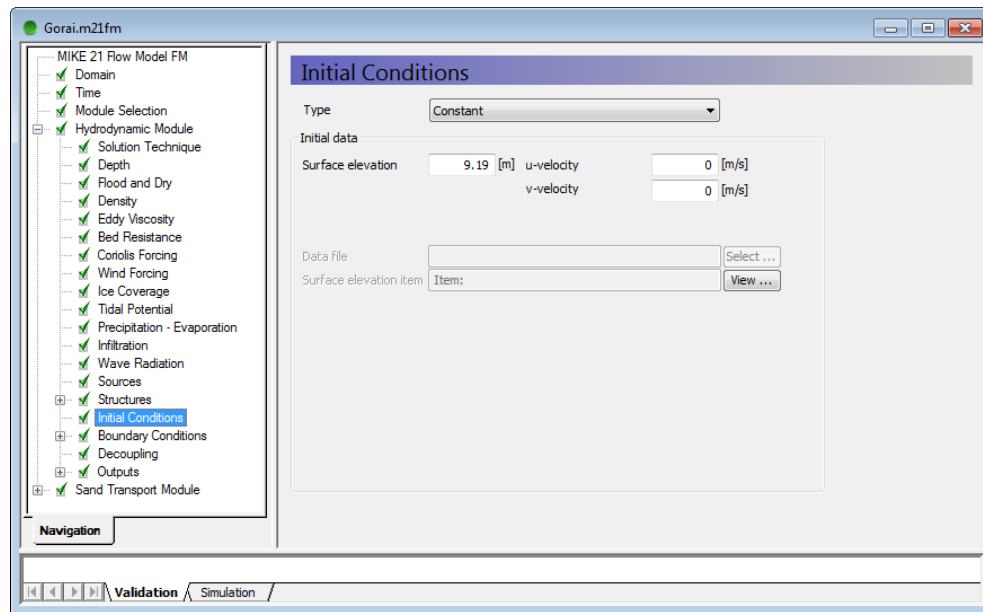 Gorai.m21fm
MIKE 21 Flow Model FM
Domain
Time
Module Selection
Hydrodynamic Module
Solution Technique
Depth
Flood and Dry
Density
Eddy Viscosity
Bed Resistance
Coriolis Forcing
Wind Forcing
Ice Coverage
Tidal Potential
Precipitation - Evaporation
Infiltration
Wave Radiation
Sources
Structures
Initial Conditions
Boundary Conditions
Decoupling
Outputs
Sand Transport Module
Navigation
Initial Conditions
Type Constant
Initial data
Surface elevation 9.19 [m] u-velocity 0 [m/s]
v-velocity 0 [m/s]
Data file Select ...
Surface elevation item Item: View ...
Validation Simulation